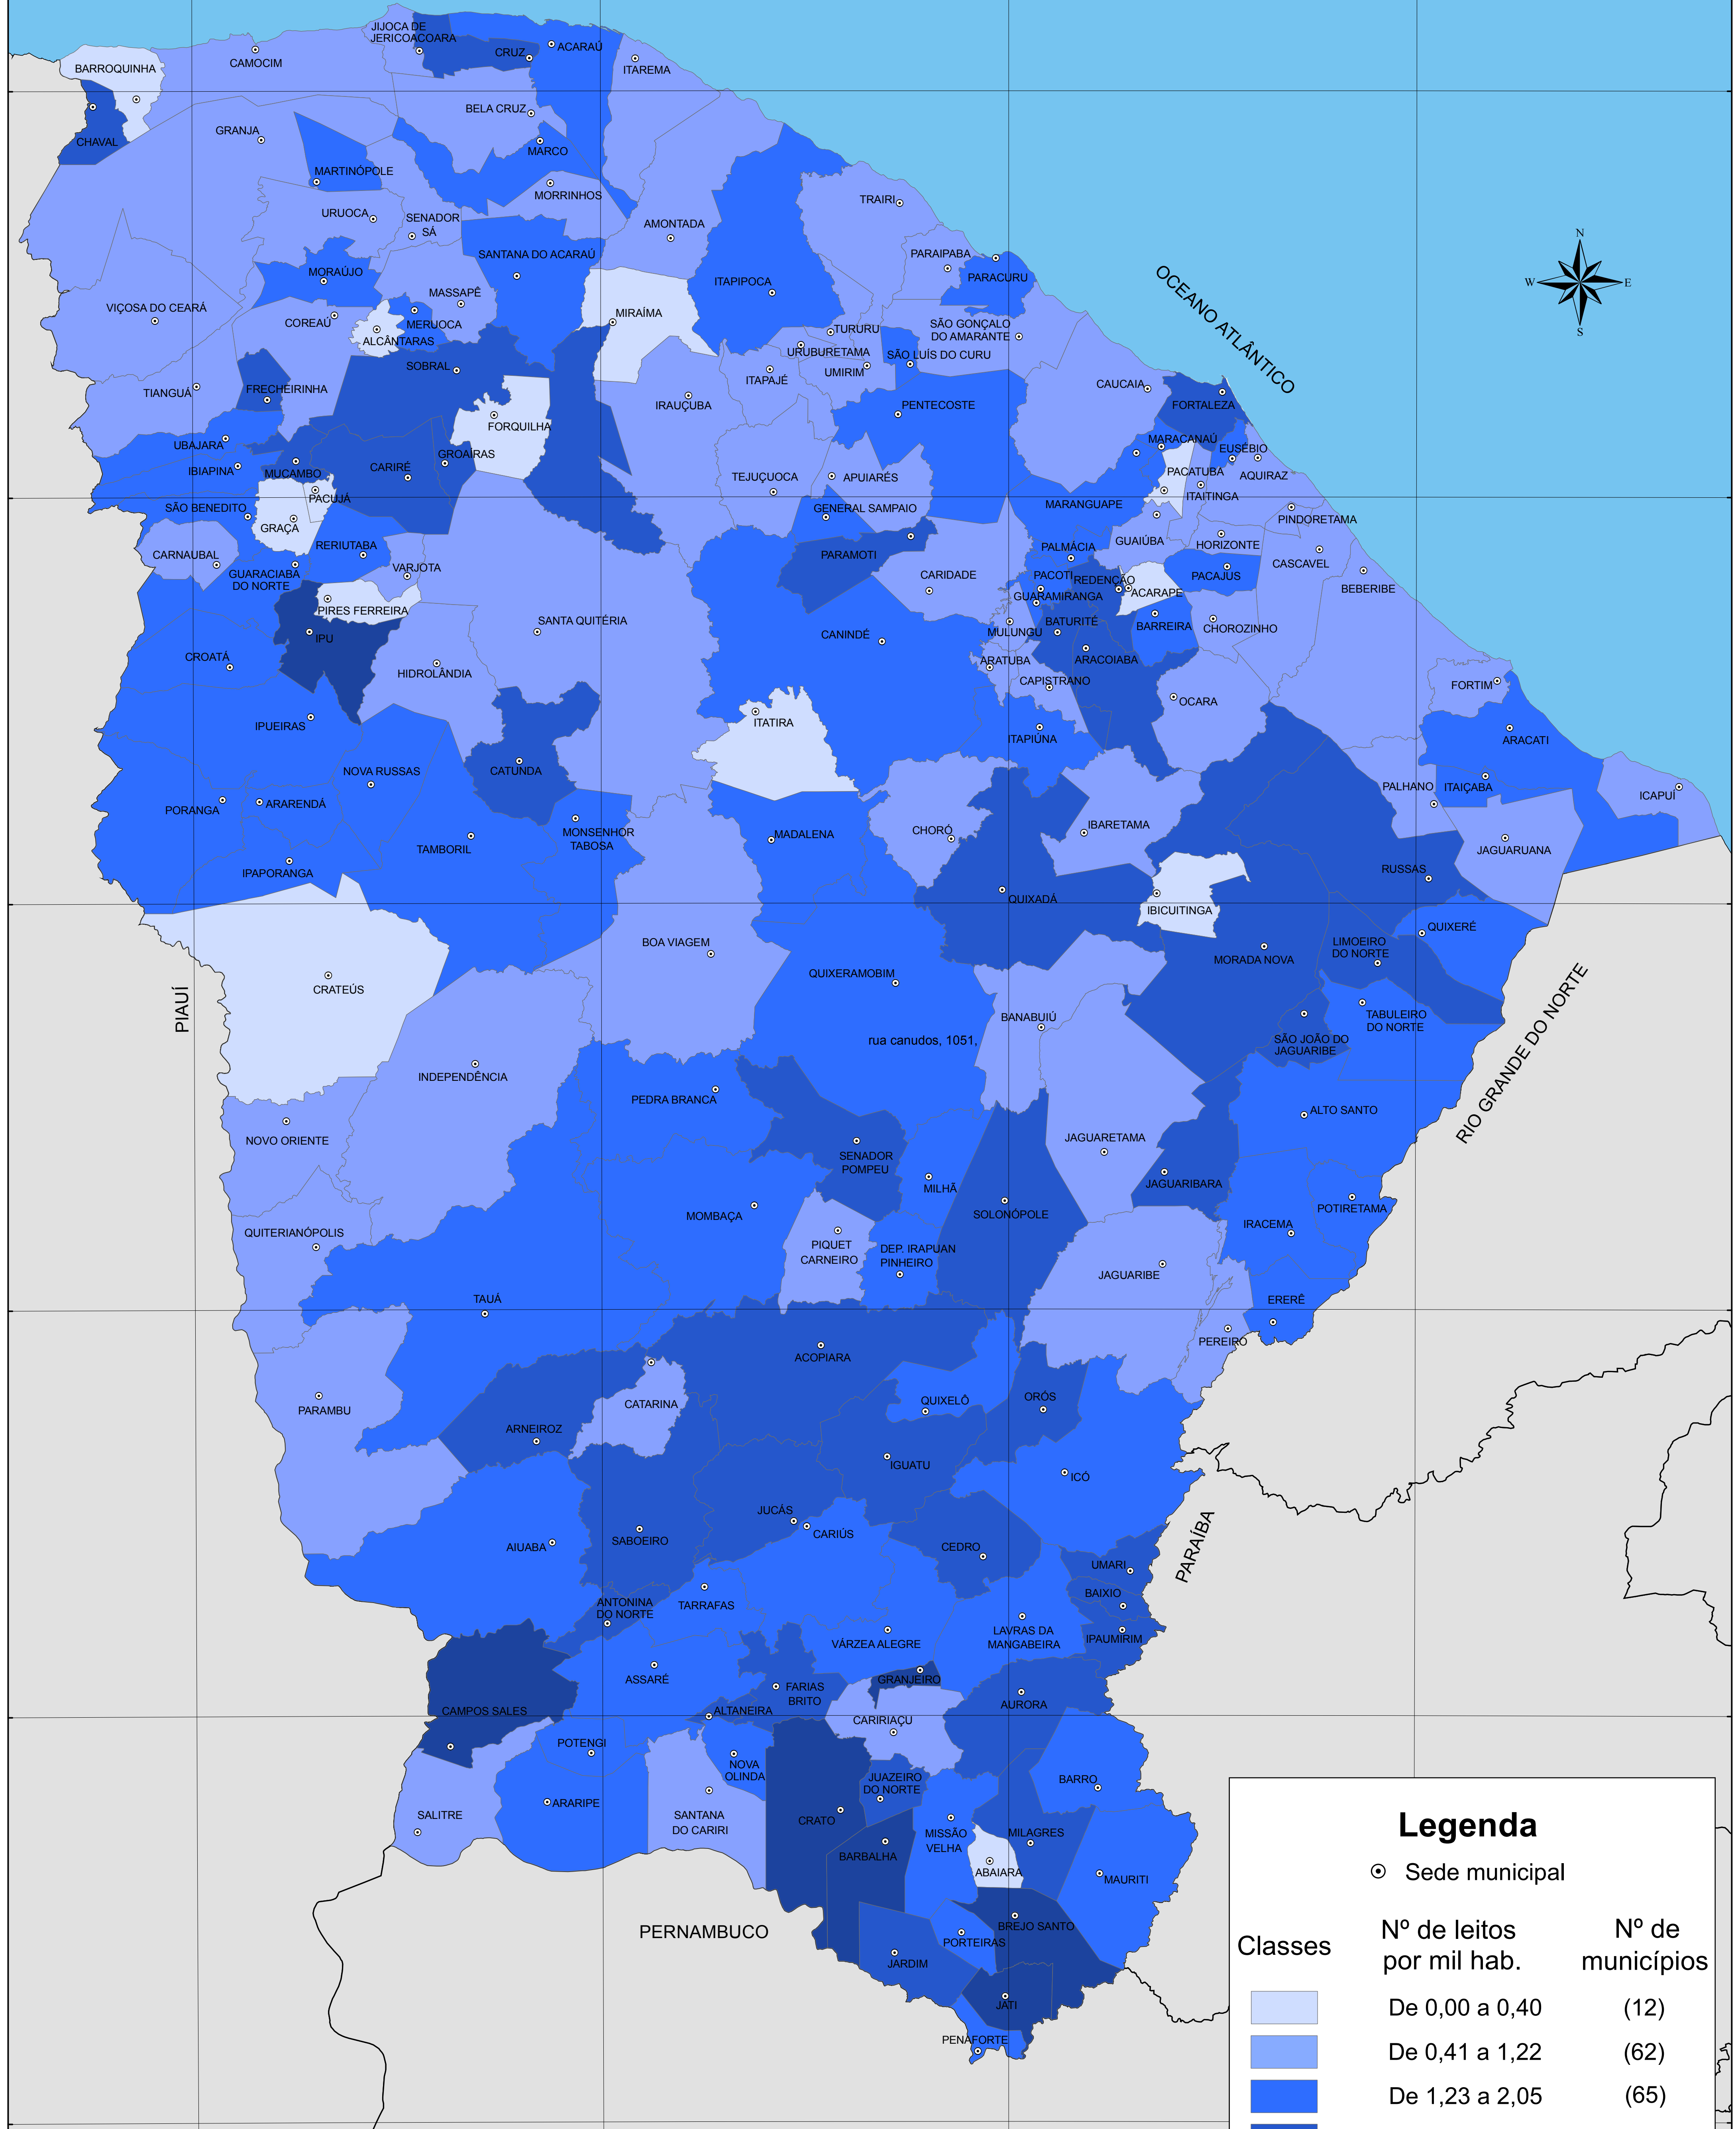 JIJOCA DE
JERICOACOARA
CRUZ
ACARAÚ
BARROQUINHA
CAMOCIM
ITAREMA
BELA CRUZ
GRANJA
CHAVAL
MARCO
MARTINÓPOLE
MORRINHOS
TRAIRI
URUOCA
SENADOR
SÁ
AMONTADA
N
W
E
S
SANTANA DO ACARAÚ
PARAIPABA
MORAÚJO
ITAPIPOCA
PARACURU
OCEANO ATLÂNTICO
MASSAPÊ
VIÇOSA DO CEARÁ
MIRAÍMA
COREAÚ
MERUOCA
TURURU
SÃO GONÇALO
DO AMARANTE
ALCÂNTARAS
URUBURETAMA
SÃO LUÍS DO CURU
SOBRAL
UMIRIM
ITAPAJÉ
CAUCAIA
FRECHEIRINHA
TIANGUÁ
IRAUÇUBA
PENTECOSTE
FORTALEZA
FORQUILHA
UBAJARA
MARACANAÚ
EUSÉBIO
GROAÍRAS
IBIAPINA
MUCAMBO
CARIRÉ
TEJUÇUOCA
APUIARÉS
PACATUBA
AQUIRAZ
PACUJÁ
ITAITINGA
SÃO BENEDITO
GENERAL SAMPAIO
MARANGUAPE
PINDORETAMA
GRAÇA
RERIUTABA
GUAIÚBA
HORIZONTE
CARNAUBAL
PARAMOTI
PALMÁCIA
CASCAVEL
VARJOTA
GUARACIABA
DO NORTE
CARIDADE
PACOTI
REDENÇÃO
PACAJUS
BEBERIBE
ACARAPE
GUARAMIRANGA
PIRES FERREIRA
SANTA QUITÉRIA
BATURITÉ
BARREIRA
CHOROZINHO
IPU
CANINDÉ
MULUNGU
CROATÁ
ARATUBA
ARACOIABA
HIDROLÂNDIA
CAPISTRANO
FORTIM
OCARA
IPUEIRAS
ITATIRA
ITAPIÚNA
ARACATI
NOVA RUSSAS
CATUNDA
PALHANO
ITAIÇABA
ICAPUÍ
PORANGA
ARARENDÁ
IBARETAMA
CHORÓ
MONSENHOR
TABOSA
MADALENA
TAMBORIL
JAGUARUANA
IPAPORANGA
RUSSAS
QUIXADÁ
IBICUITINGA
QUIXERÉ
BOA VIAGEM
LIMOEIRO
DO NORTE
MORADA NOVA
QUIXERAMOBIM
CRATEÚS
PIAUÍ
BANABUIÚ
TABULEIRO
DO NORTE
rua canudos, 1051,
SÃO JOÃO DO
JAGUARIBE
RIO GRANDE DO NORTE
INDEPENDÊNCIA
PEDRA BRANCA
ALTO SANTO
NOVO ORIENTE
JAGUARETAMA
SENADOR
POMPEU
MILHÃ
JAGUARIBARA
POTIRETAMA
MOMBAÇA
SOLONÓPOLE
IRACEMA
QUITERIANÓPOLIS
PIQUET
CARNEIRO
DEP. IRAPUAN
PINHEIRO
JAGUARIBE
TAUÁ
ERERÊ
PEREIRO
ACOPIARA
ORÓS
QUIXELÔ
CATARINA
PARAMBU
ARNEIROZ
IGUATU
ICÓ
JUCÁS
CARIÚS
SABOEIRO
AIUABA
CEDRO
PARAÍBA
UMARI
BAIXIO
ANTONINA
DO NORTE
TARRAFAS
LAVRAS DA
MANGABEIRA
IPAUMIRIM
VÁRZEA ALEGRE
ASSARÉ
GRANJEIRO
FARIAS
BRITO
AURORA
CAMPOS SALES
ALTANEIRA
CARIRIAÇU
POTENGI
NOVA
OLINDA
JUAZEIRO
DO NORTE
BARRO
ARARIPE
SALITRE
SANTANA
DO CARIRI
CRATO
MISSÃO
VELHA
MILAGRES
BARBALHA
ABAIARA
MAURITI
BREJO SANTO
PERNAMBUCO
PORTEIRAS
JARDIM
JATI
PENAFORTE
Legenda
Sede municipal
Classes
Nº de leitos
por mil hab.
Nº de
municípios
De 0,00 a 0,40 (12)
De 0,41 a 1,22 (62)
De 1,23 a 2,05 (65)